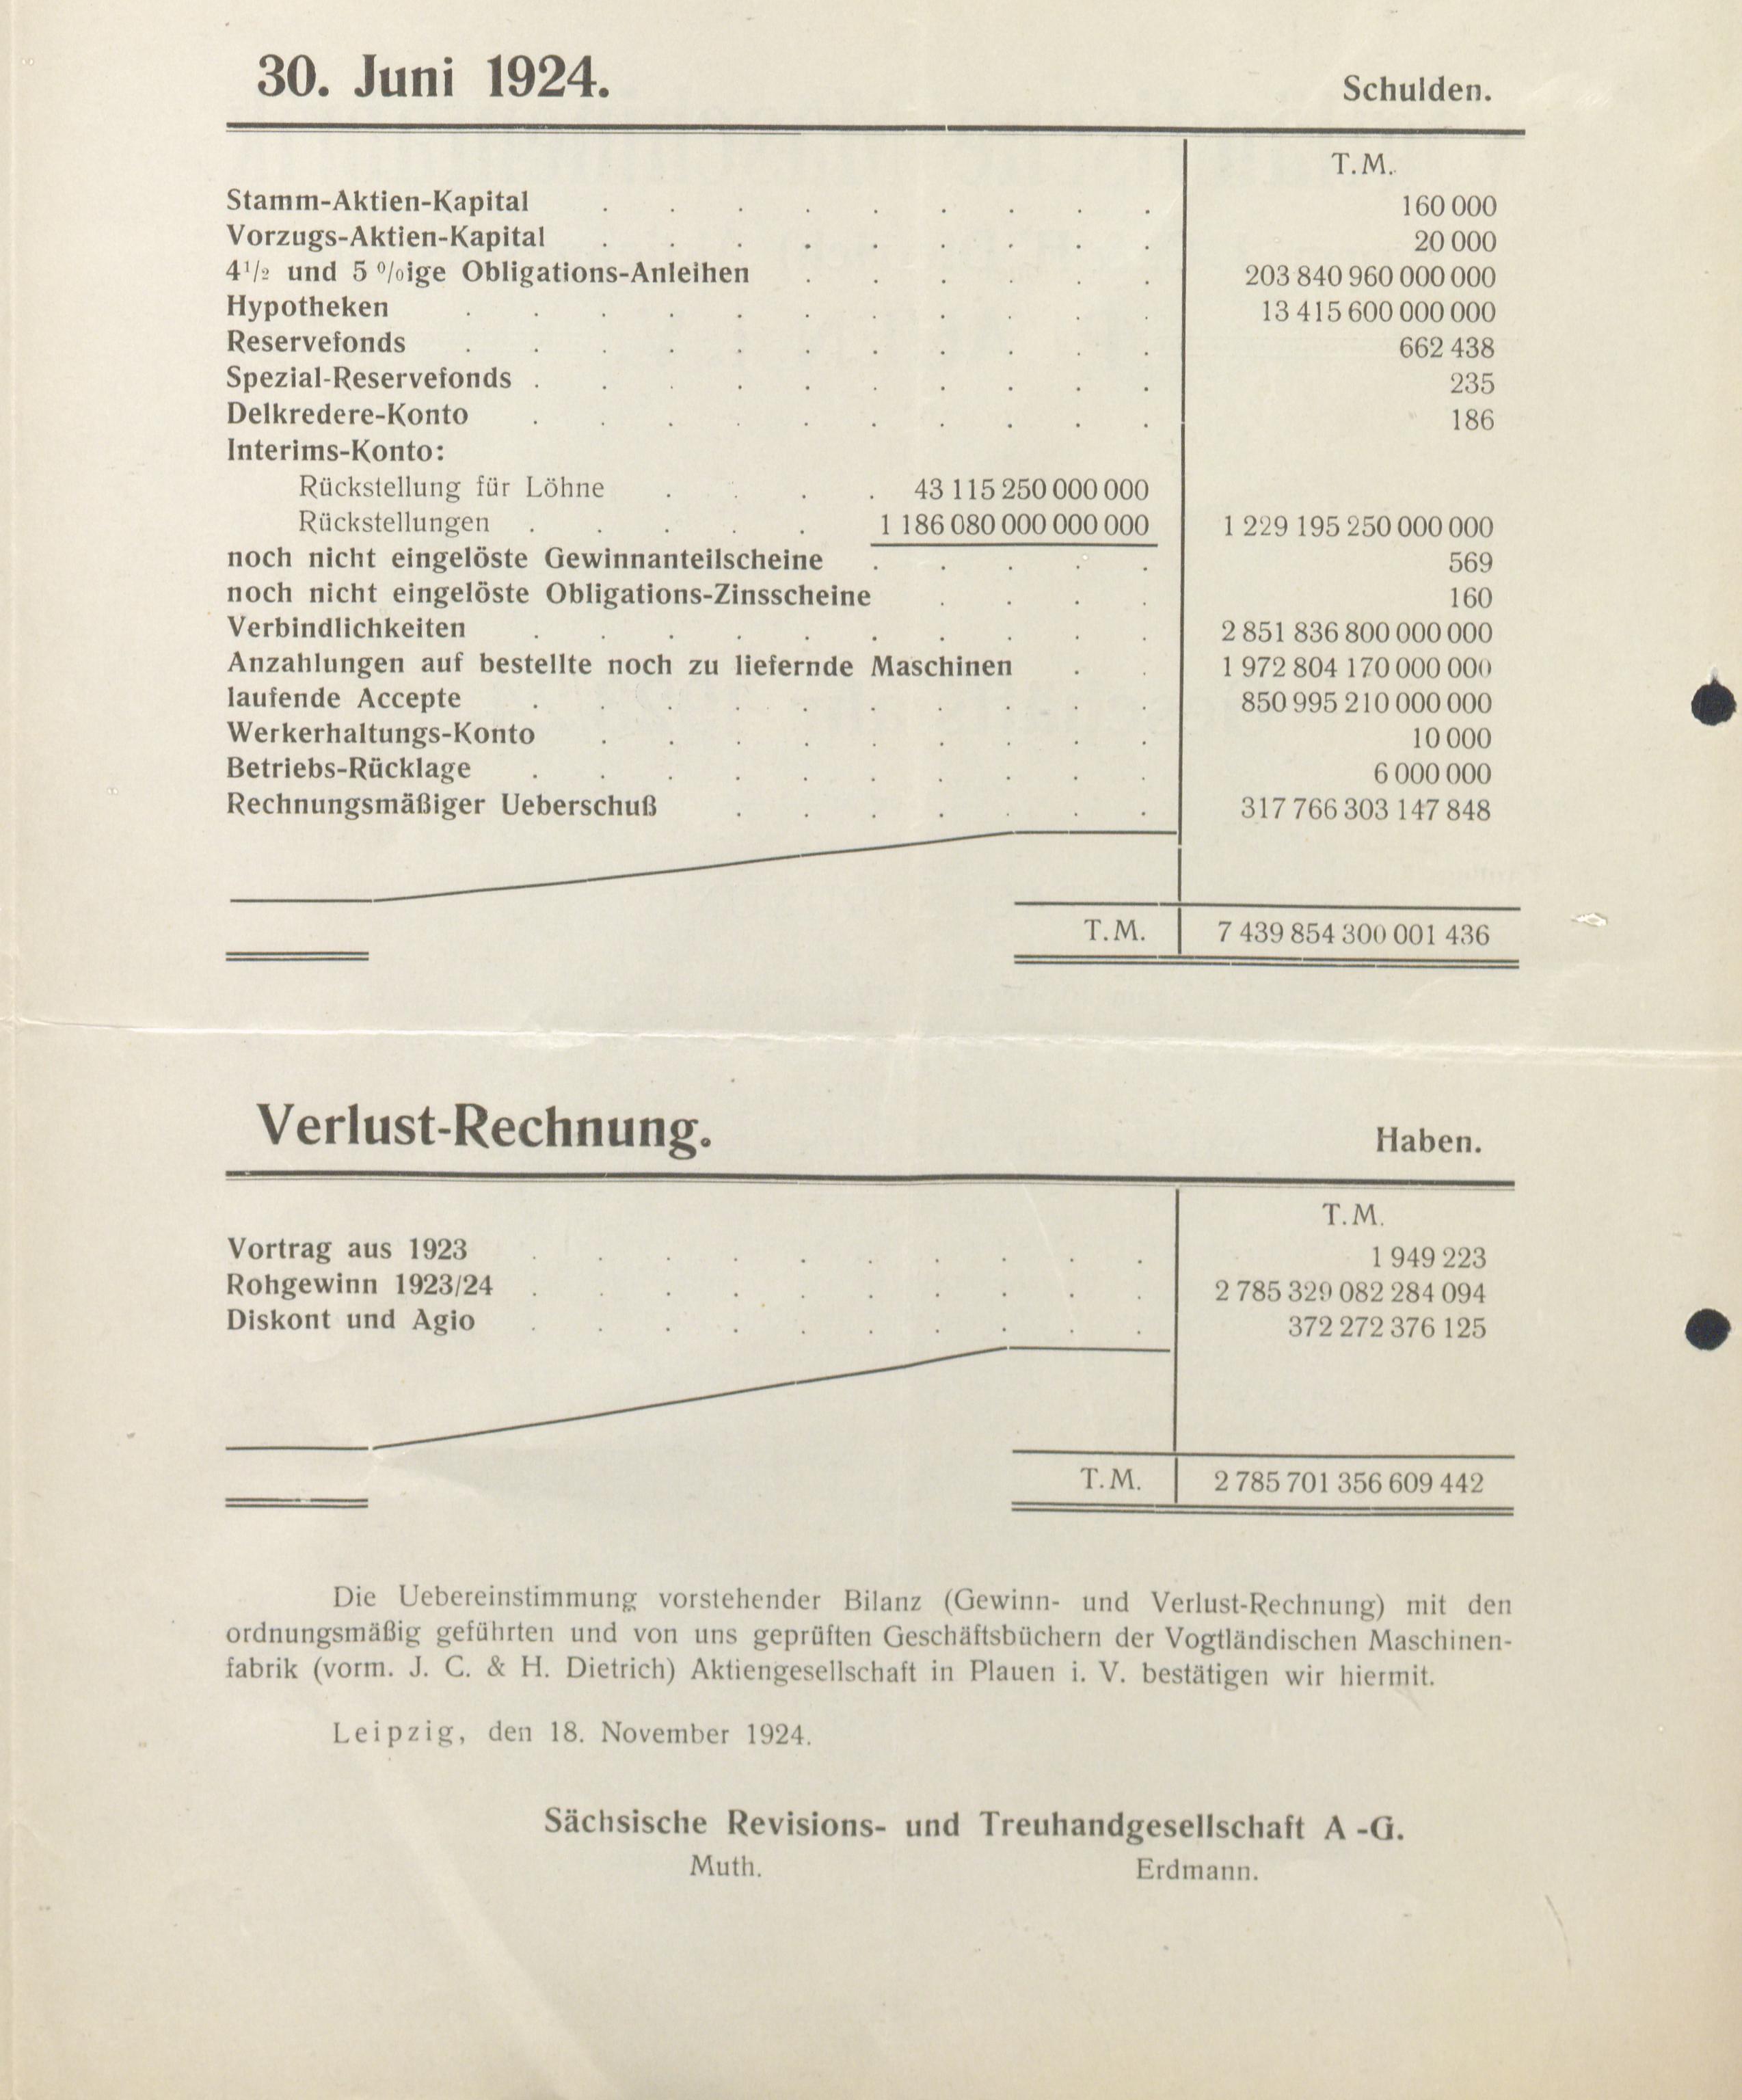 30. Juni 1924. Schulden.
T.M.
Stamm-Aktien-Kapital . . . . . . . . . 160 000
Vorzugs-Aktien-Kapital . . . . . . . . . 20 000
4 1/2 und 5 %ige Obligations-Anleihen . . . . . . 203 840 960 000 000
Hypotheken . . . . . . . . . . . 13 415 600 000 000
Reservefonds . . . . . . . . . . . 662 438
Spezial-Reservefonds . . . . . . . . . . 235
Delkredere-Konto . . . . . . . . . . 186
Interims-Konto:
Rückstellung für Löhne . . . . 43 115 250 000 000
Rückstellungen . . . . . 1 186 080 000 000 000 1 229 195 250 000 000
noch nicht eingelöste Gewinnanteilscheine . . . . . 569
noch nicht eingelöste Obligations-Zinsscheine . . . . 160
Verbindlichkeiten . . . . . . . . . . 2 851 836 800 000 000
Anzahlungen auf bestellte noch zu liefernde Maschinen . . 1 972 804 170 000 000
laufende Accepte . . . . . . . . . . 850 995 210 000 000
Werkerhaltungs-Konto . . . . . . . . . 10 000
Betriebs-Rücklage . . . . . . . . . . 6 000 000
Rechnungsmäßiger Ueberschuß . . . . . . . 317 766 303 147 848
T.M. 7 439 854 300 001 436
Verlust-Rechnung. Haben.
T.M.
Vortrag aus 1923 . . . . . . . . . . 1 949 223
Rohgewinn 1923/24 . . . . . . . . . . 2 785 329 082 284 094
Diskont und Agio . . . . . . . . . . 372 272 376 125
T.M. 2 785 701 356 609 442
Die Uebereinstimmung vorstehender Bilanz (Gewinn- und Verlust-Rechnung) mit den
ordnungsmäßig geführten und von uns geprüften Geschäftsbüchern der Vogtländischen Maschinen-
fabrik (vorm. J. C. & H. Dietrich) Aktiengesellschaft in Plauen i. V. bestätigen wir hiermit.
Leipzig, den 18. November 1924.
Sächsische Revisions- und Treuhandgesellschaft A -G.
Muth. Erdmann.